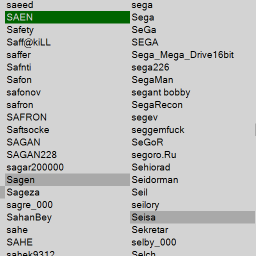 saeed
SAEN
Safety
Saff@kiLL
saffer
Safnti
Safon
safonov
safron
SAFRON
Saftsocke
SAGAN
SAGAN228
sagar200000
Sagen
Sageza
sagre_000
SahanBey
sahe
SAHE
sahek9312
sega
Sega
SeGa
SEGA
Sega_Mega_Drive16bit
sega226
SegaMan
segant bobby
SegaRecon
segev
seggemfuck
SeGoR
segoro.Ru
Sehiorad
Seidorman
Seil
seilory
Seisa
Sekretar
selby_000
Selch